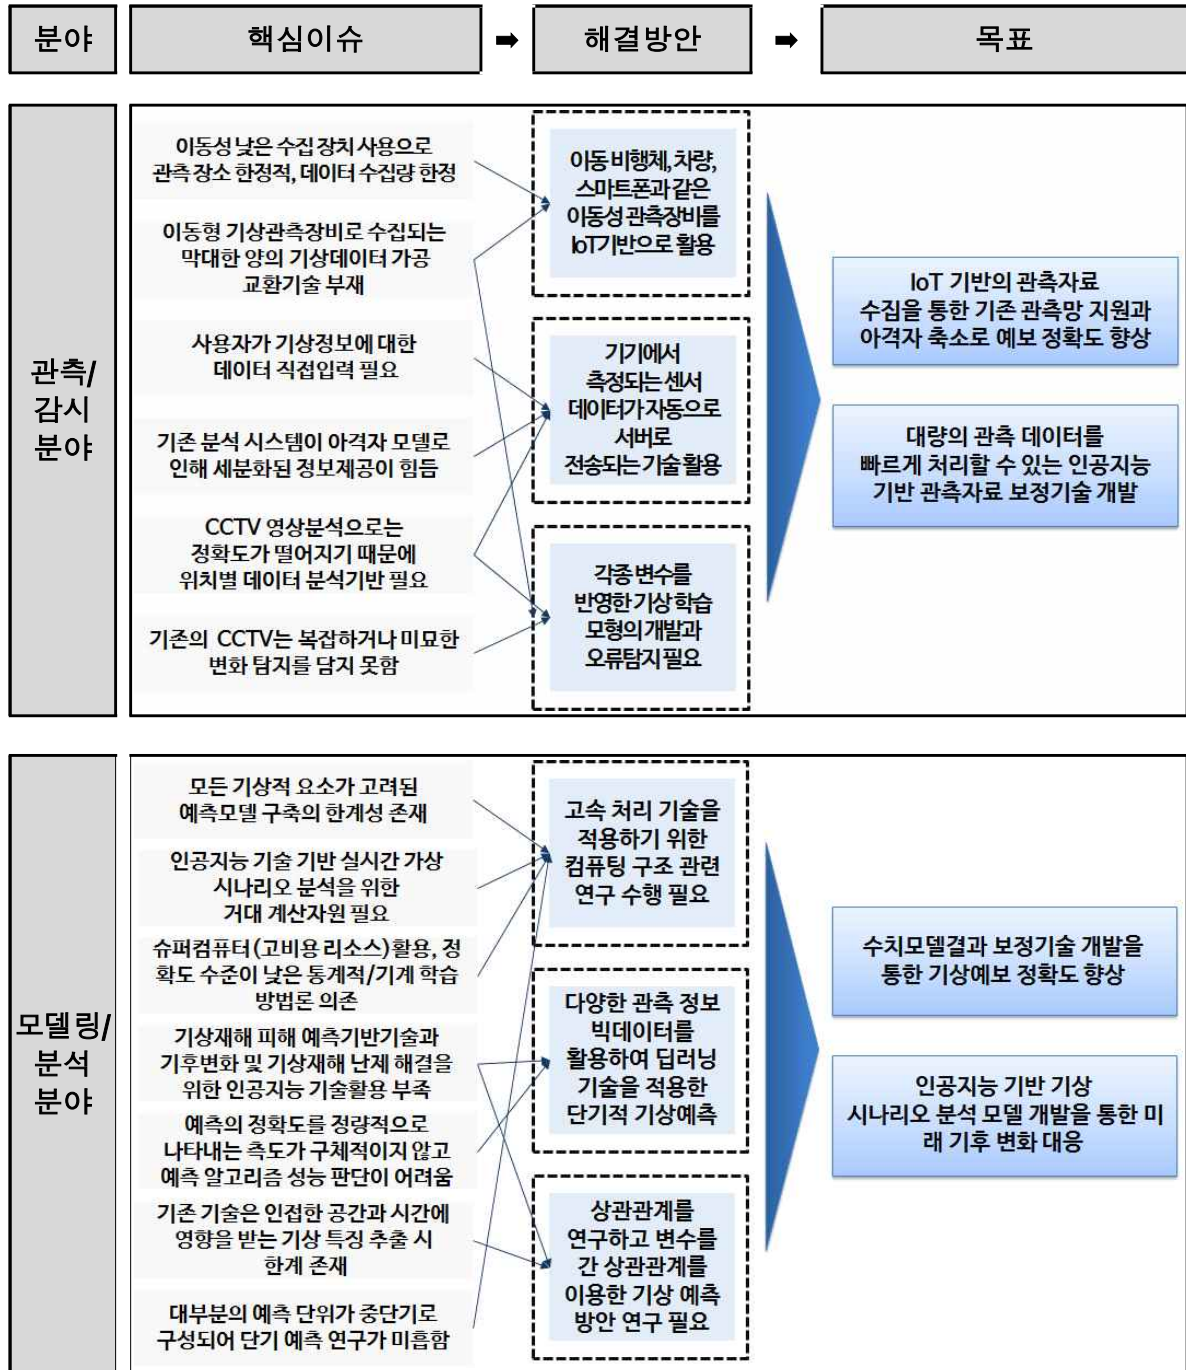 분야
핵심이슈
➡
해결방안
➡
목표
관측/
감시
분야
이동성 낮은 수집 장치 사용으로
관측 장소 한정적, 데이터 수집량 한정
이동형 기상관측장비로 수집되는
막대한 양의 기상데이터 가공
교환기술 부재
사용자가 기상정보에 대한
데이터 직접입력 필요
기존 분석 시스템이 아격자 모델로
인해 세분화된 정보제공이 힘듬
CCTV 영상분석으로는
정확도가 떨어지기 때문에
위치별 데이터 분석기반 필요
기존의 CCTV는 복잡하거나 미묘한
변화 탐지를 담지 못함
이동 비행체, 차량,
스마트폰과 같은
이동성 관측장비를
IoT기반으로 활용
기기에서
측정되는 센서
데이터가 자동으로
서버로
전송되는 기술 활용
각종 변수를
반영한 기상 학습
모형의 개발과
오류탐지 필요
IoT 기반의 관측자료
수집을 통한 기존 관측망 지원과
아격자 축소로 예보 정확도 향상
대량의 관측 데이터를
빠르게 처리할 수 있는 인공지능
기반 관측자료 보정기술 개발
모델링/
분석
분야
모든 기상적 요소가 고려된
예측모델 구축의 한계성 존재
인공지능 기술 기반 실시간 가상
시나리오 분석을 위한
거대 계산자원 필요
슈퍼컴퓨터(고비용 리소스) 활용, 정
확도 수준이 낮은 통계적/기계 학습
방법론 의존
기상재해 피해 예측기반기술과
기후변화 및 기상재해 난제 해결을
위한 인공지능 기술활용 부족
예측의 정확도를 정량적으로
나타내는 측도가 구체적이지 않고
예측 알고리즘 성능 판단이 어려움
기존 기술은 인접한 공간과 시간에
영향을 받는 기상 특징 추출 시
한계 존재
대부분의 예측 단위가 중단기로
구성되어 단기 예측 연구가 미흡함
고속 처리 기술을
적용하기 위한
컴퓨팅 구조 관련
연구 수행 필요
다양한 관측 정보
빅데이터를
활용하여 딥러닝
기술을 적용한
단기적 기상예측
상관관계를
연구하고 변수를
간 상관관계를
이용한 기상 예측
방안 연구 필요
수치모델결과 보정기술 개발을
통한 기상예보 정확도 향상
인공지능 기반 기상
시나리오 분석 모델 개발을 통한 미
래 기후 변화 대응